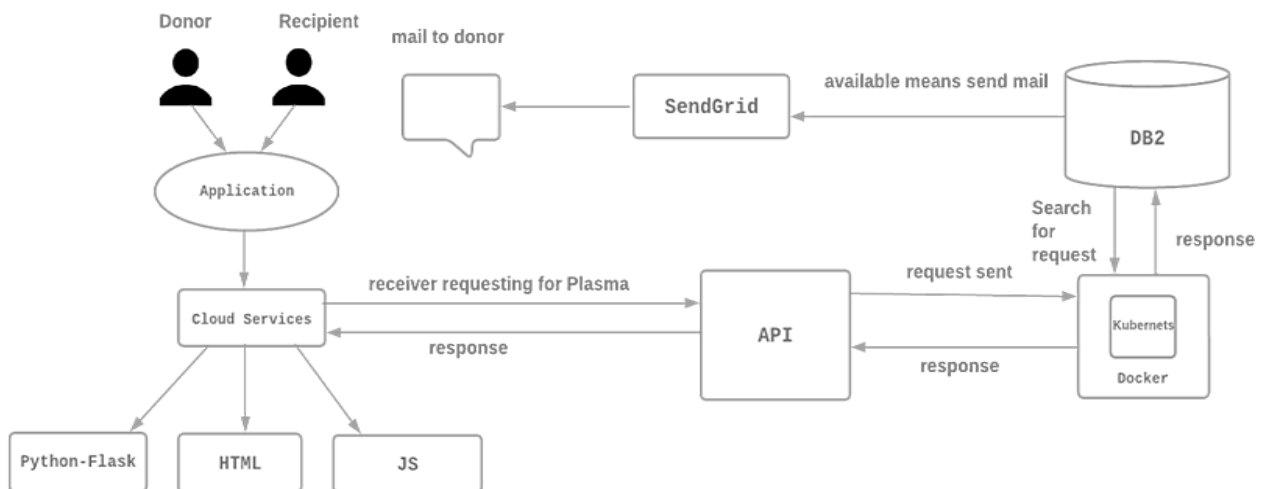 Donor
Recipient
mail to donor
SendGrid
available means send mail
DB2
Application
Search
for
request
response
Cloud Services
receiver requesting for Plasma
response
API
request sent
response
Kubernets
Docker
Python-Flask
HTML
JS